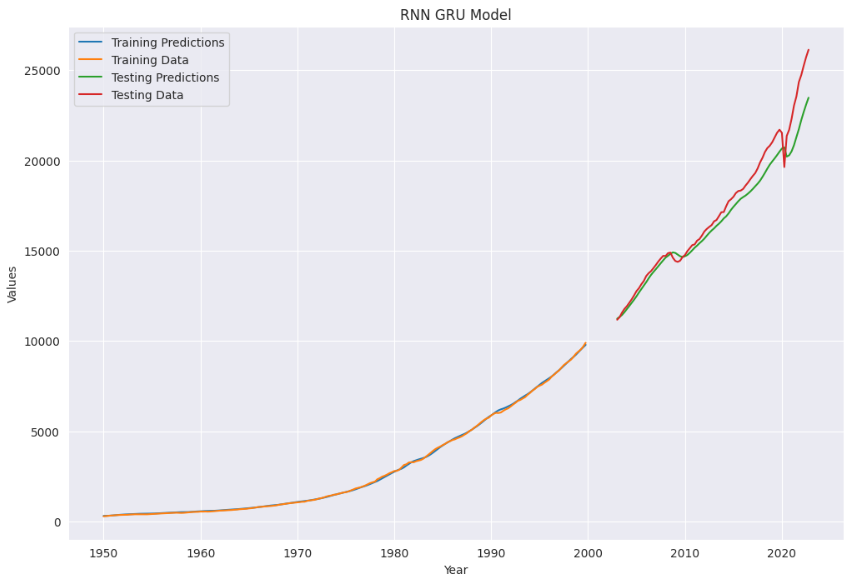 RNN GRU Model
Training Predictions
Training Data
Testing Predictions
Testing Data
25000
20000
15000
10000
5000
0
Values
1950 1960 1970 1980 1990 2000 2010 2020
Year